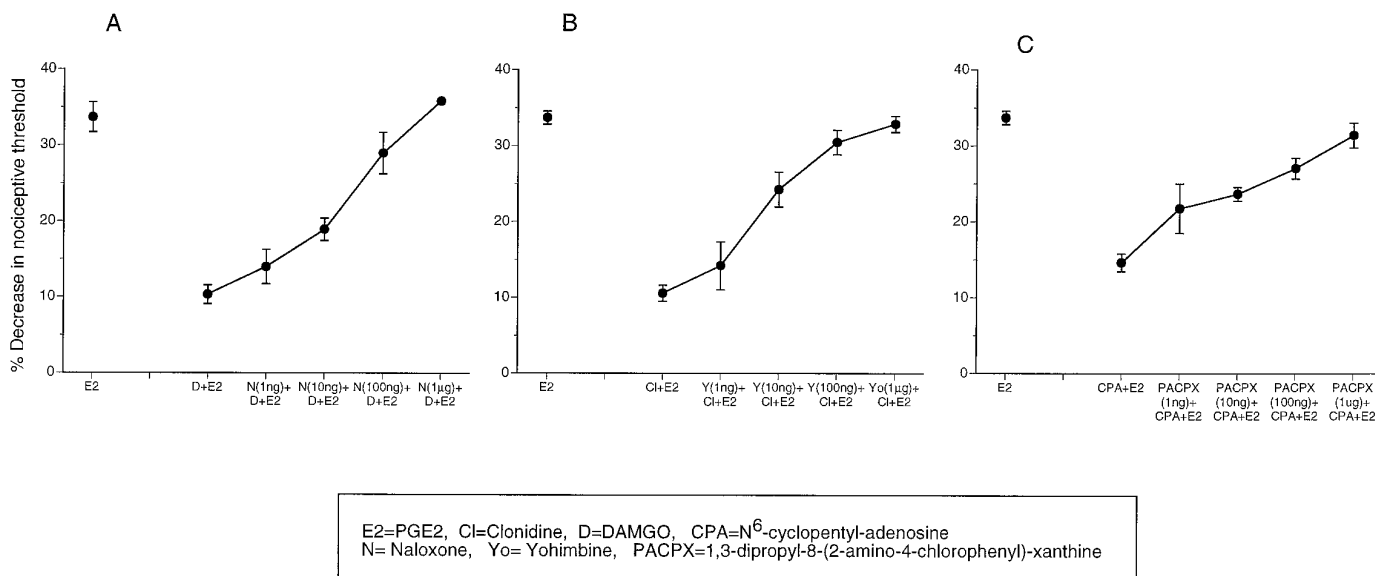 A
% Decrease in nociceptive threshold
40
30
20
10
0
E2
D+E2
N(1ng)+
D+E2
N(10ng)+
D+E2
N(100ng)+
D+E2
N(1µg)+
D+E2
B
40
30
20
10
0
E2
Cl+E2
Y(1ng)+
Cl+E2
Y(10ng)+
Cl+E2
Y(100ng)+
Cl+E2
Yo(1µg)+
Cl+E2
C
40
30
20
10
0
E2
CPA+E2
PACPX
(1ng)+
CPA+E2
PACPX
(10ng)+
CPA+E2
PACPX
(100ng)+
CPA+E2
PACPX
(1ug)+
CPA+E2
E2=PGE2, Cl=Clonidine, D=DAMGO, CPA=N6-cyclopentyl-adenosine
N= Naloxone, Yo= Yohimbine, PACPX=1,3-dipropyl-8-(2-amino-4-chlorophenyl)-xanthine